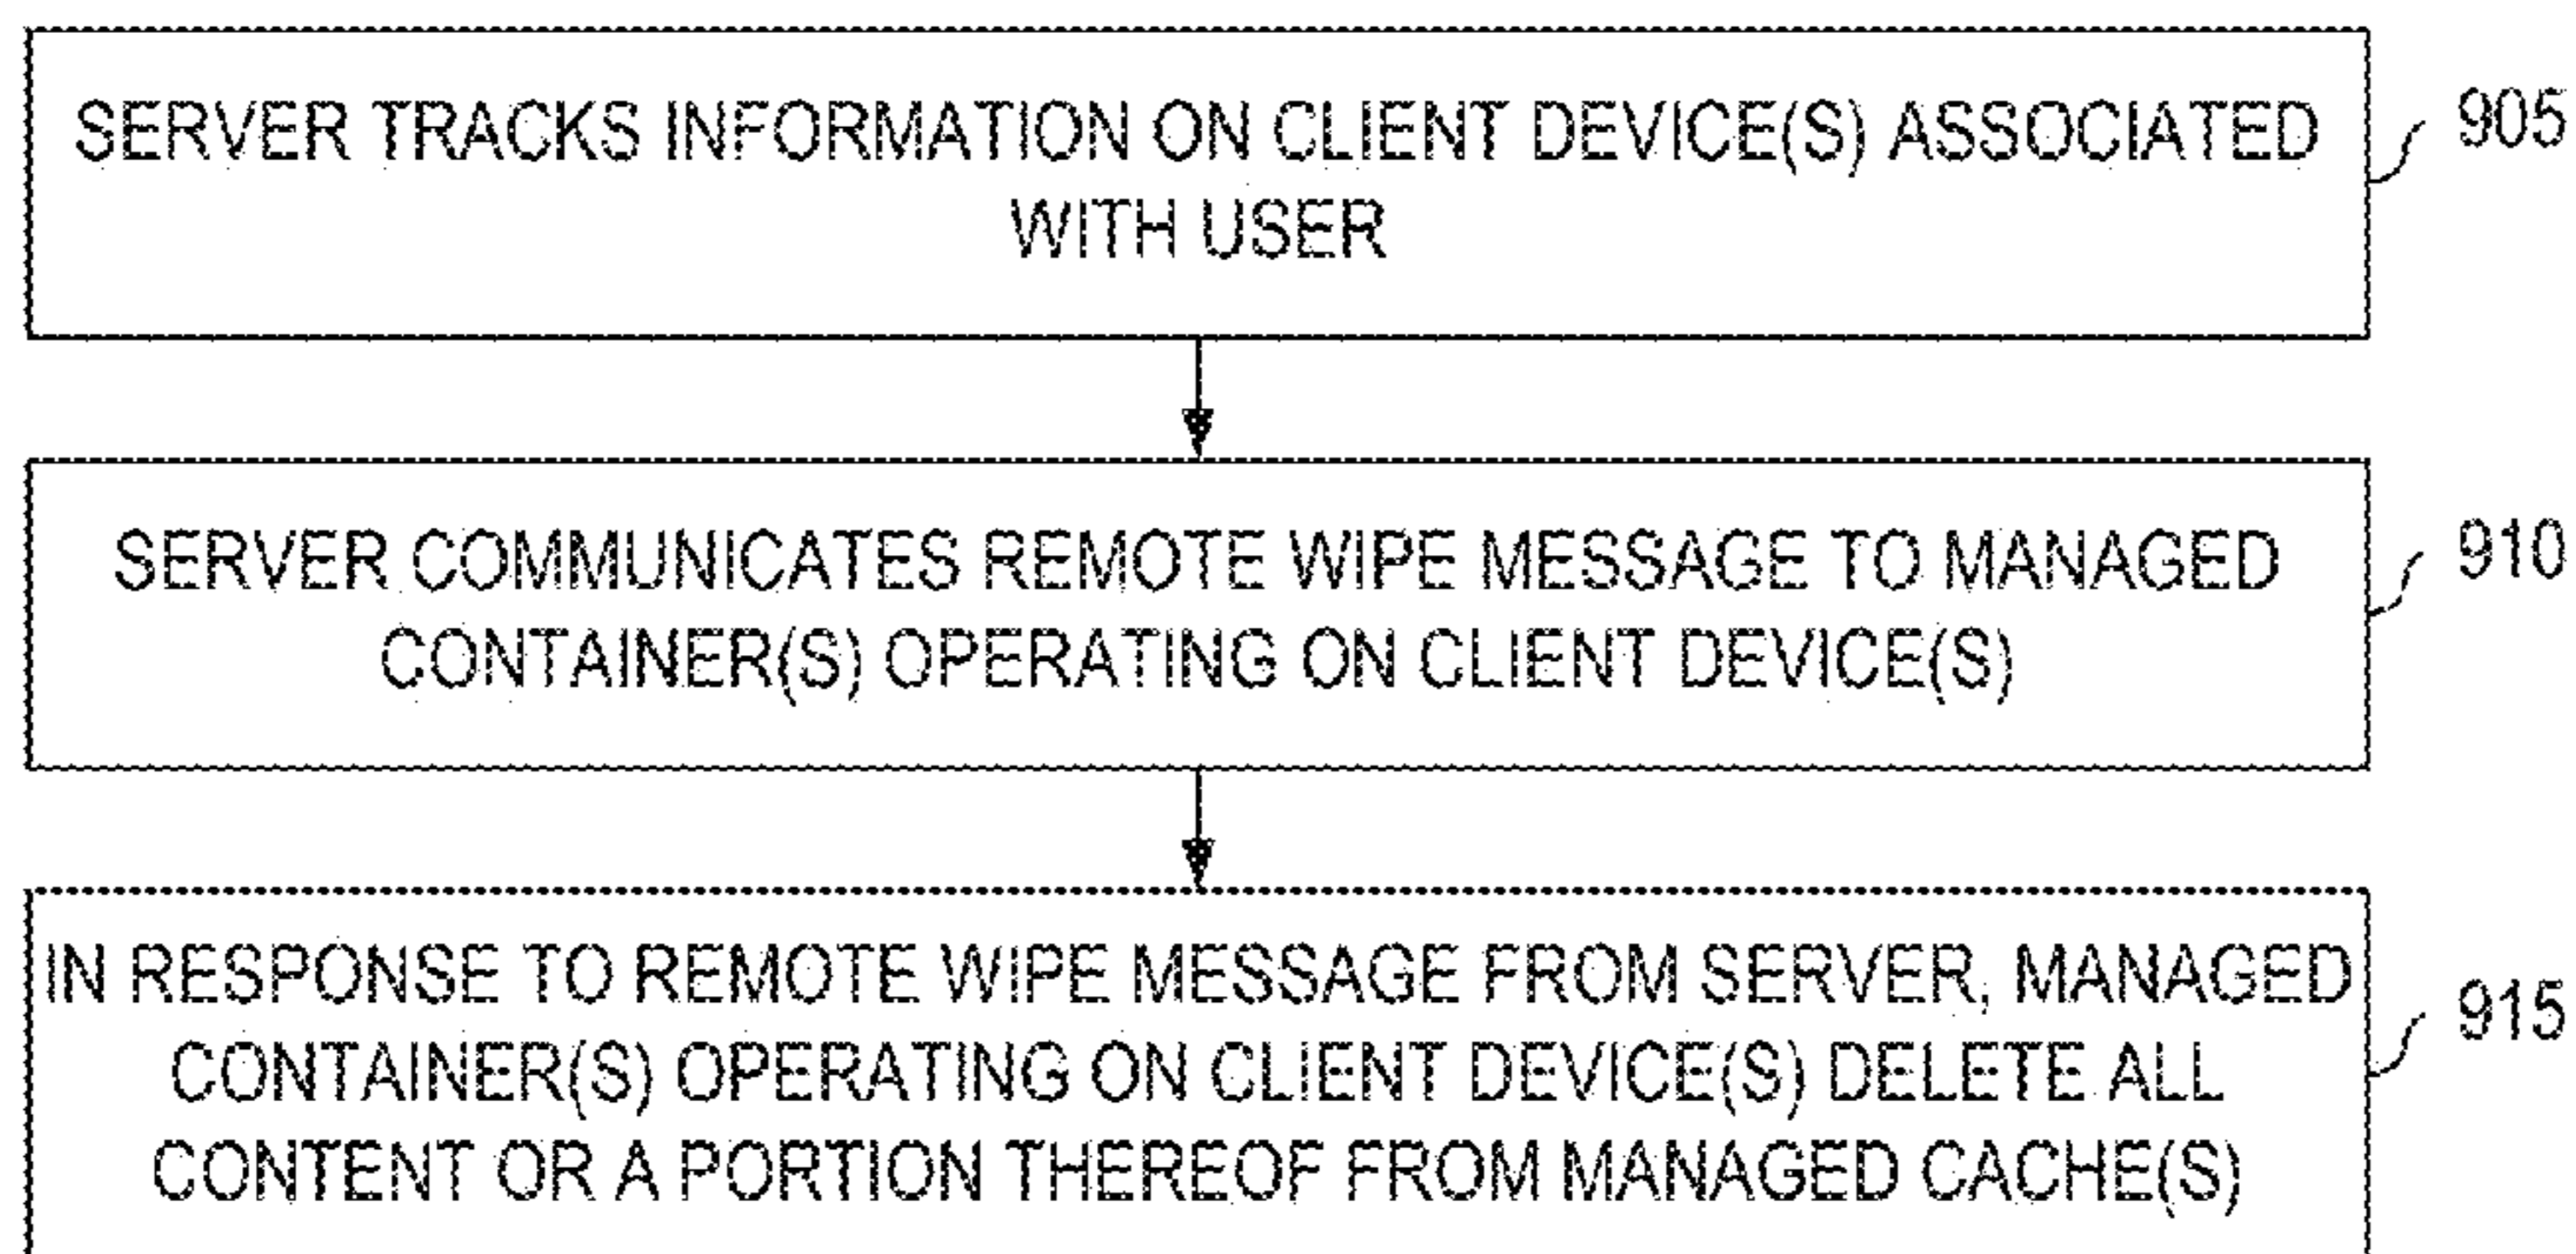 SERVER TRACKS INFORMATION ON CLIENT DEVICE(S) ASSOCIATED
WITH USER
905
SERVER COMMUNICATES REMOTE WIPE MESSAGE TO MANAGED
CONTAINER(S) OPERATING ON CLIENT DEVICE(S)
910
IN RESPONSE TO REMOTE WIPE MESSAGE FROM SERVER, MANAGED
CONTAINER(S) OPERATING ON CLIENT DEVICE(S) DELETE ALL
CONTENT OR A PORTION THEREOF FROM MANAGED CACHE(S)
915